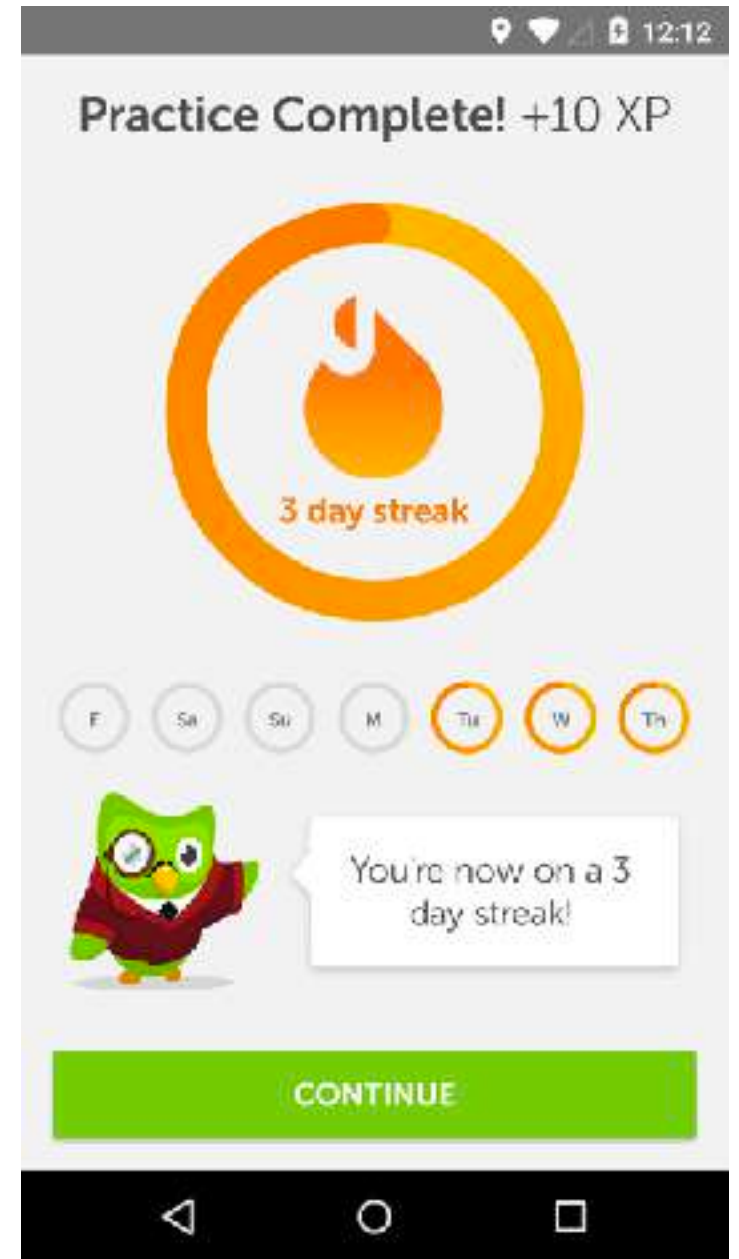 12:12
Practice Complete! +10 XP
3 day streak
F Sa Su M Tu W Th
You're now on a 3
day streak!
CONTINUE